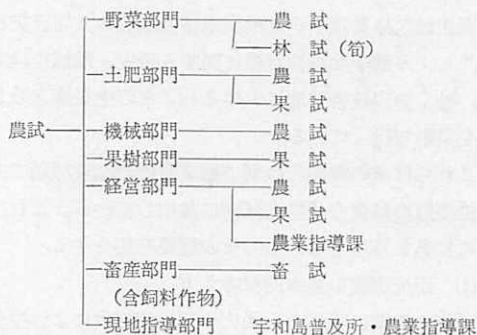 野菜部門 農試
林試(筍)
土肥部門 農試
果試
農試 機械部門 農試
果樹部門 果試
経営部門 農試
果試
農業指導課
畜産部門 畜試
(含飼料作物)
現地指導部門 宇和島普及所・農業指導課